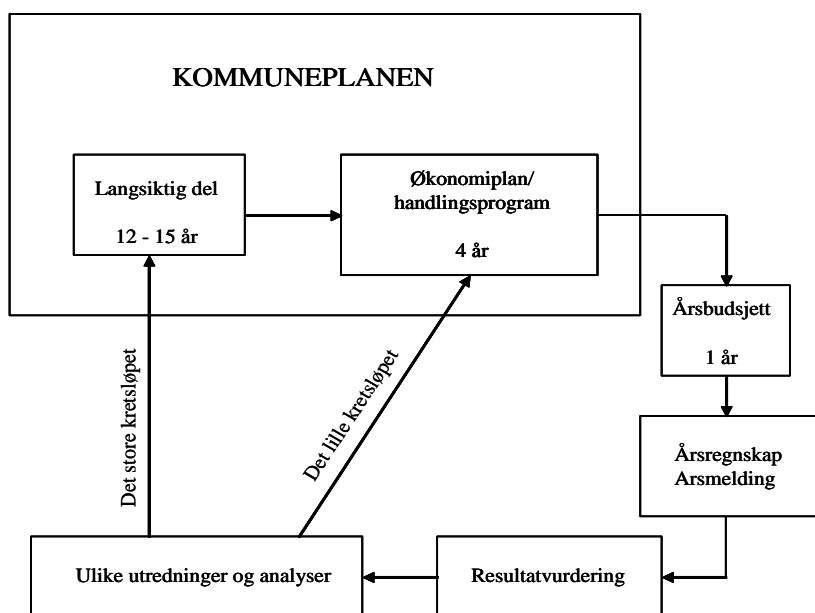 KOMMUNEPLANEN
Langsiktig del
12 - 15 år
Økonomiplan/
handlingsprogram
4 år
Årsbudsjett
1 år
Årsregnskap
Arsmelding
Det store kretsløpet
Det lille kretsløpet
Ulike utredninger og analyser
Resultatvurdering